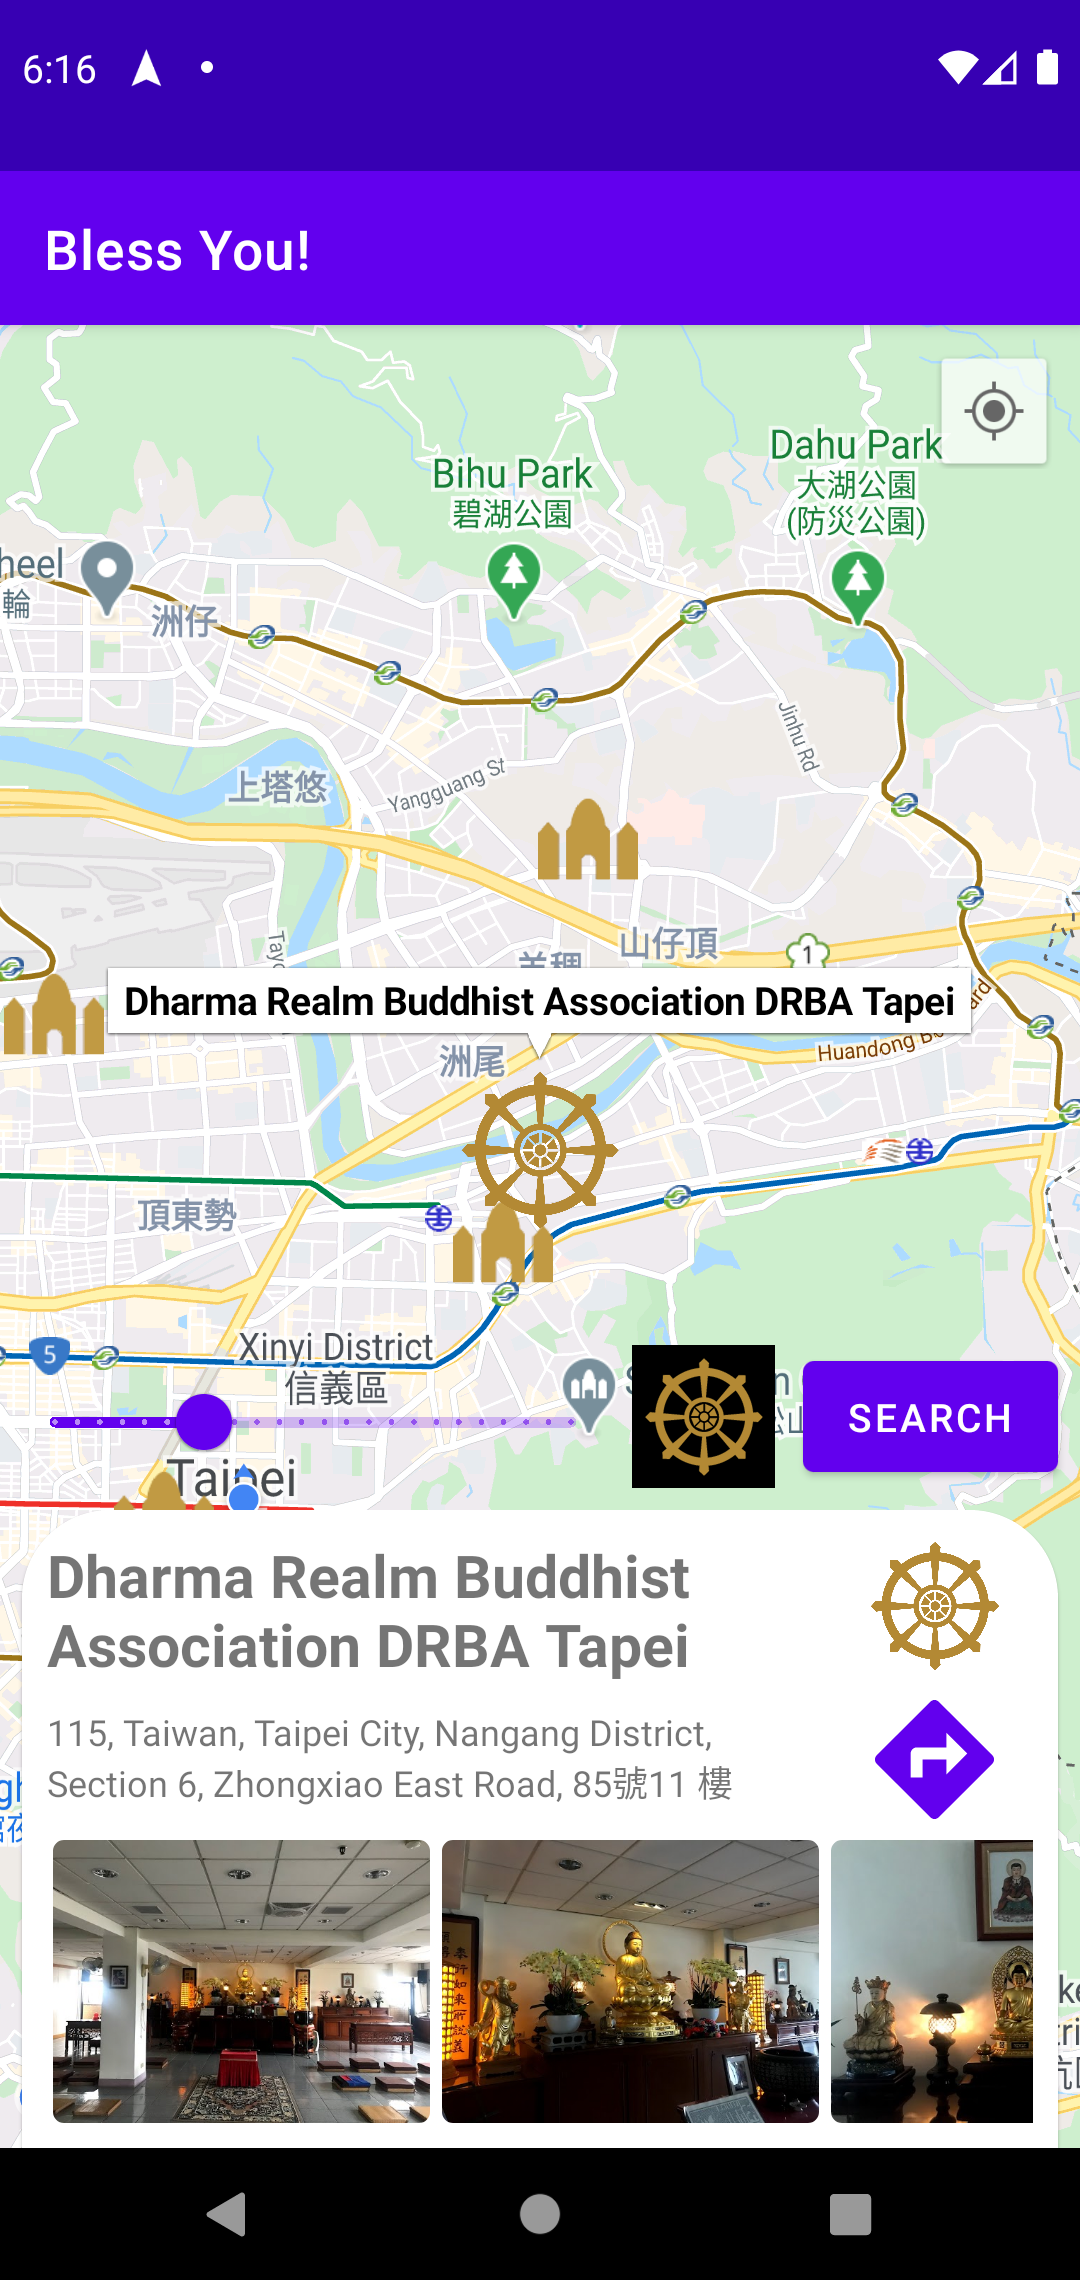 6:16
Bless You!
Dahu Park
大湖公園
(防災公園)
Bihu Park
碧湖公園
heel
輪
洲仔
Jinhu Rd
上塔悠
Yangguang St
山仔頂
1
Dharma Realm Buddhist Association DRBA Tapei
洲尾
Huandong
頂東勢
5
Xinyi District
信義區
SEARCH
Taipei
Dharma Realm Buddhist
Association DRBA Tapei
115, Taiwan, Taipei City, Nangang District,
Section 6, Zhongxiao East Road, 85號11 樓